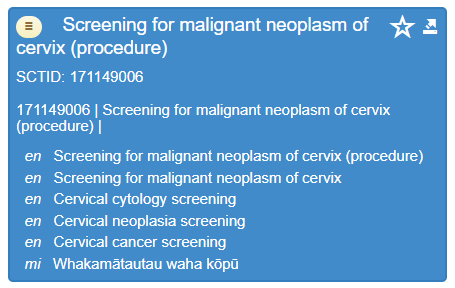 Screening for malignant neoplasm of
cervix (procedure)
SCTID: 171149006
171149006 | Screening for malignant neoplasm of cervix
(procedure) |
en Screening for malignant neoplasm of cervix (procedure)
en Screening for malignant neoplasm of cervix
en Cervical cytology screening
en Cervical neoplasia screening
en Cervical cancer screening
mi Whakamātautau waha kōpū